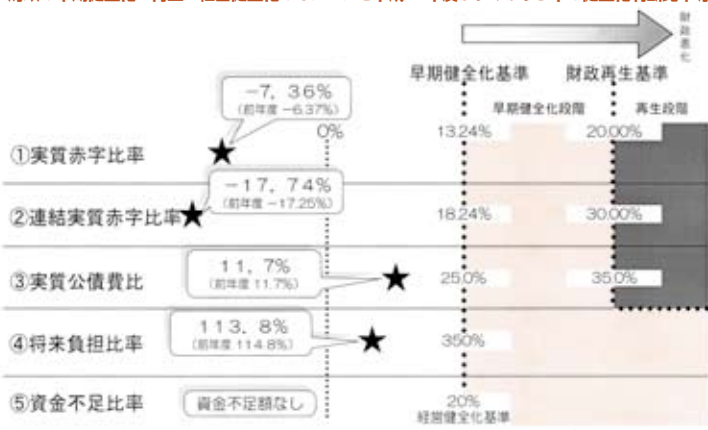 財政悪化
早期健全化基準 財政再生基準
早期健全化段階 再生段階
-7,36%
(前年度 -6.37%)
0% 13.24% 20.00%
①実質赤字比率
-17,74%
(前年度 -17.25%)
②連結実質赤字比率 18.24% 30.00%
11,7%
(前年度 11.7%)
③実質公債費比 25.0% 35.0%
113,8%
(前年度 114.8%)
④将来負担比率 350%
⑤資金不足比率 資金不足額なし 20%
経営健全化基準